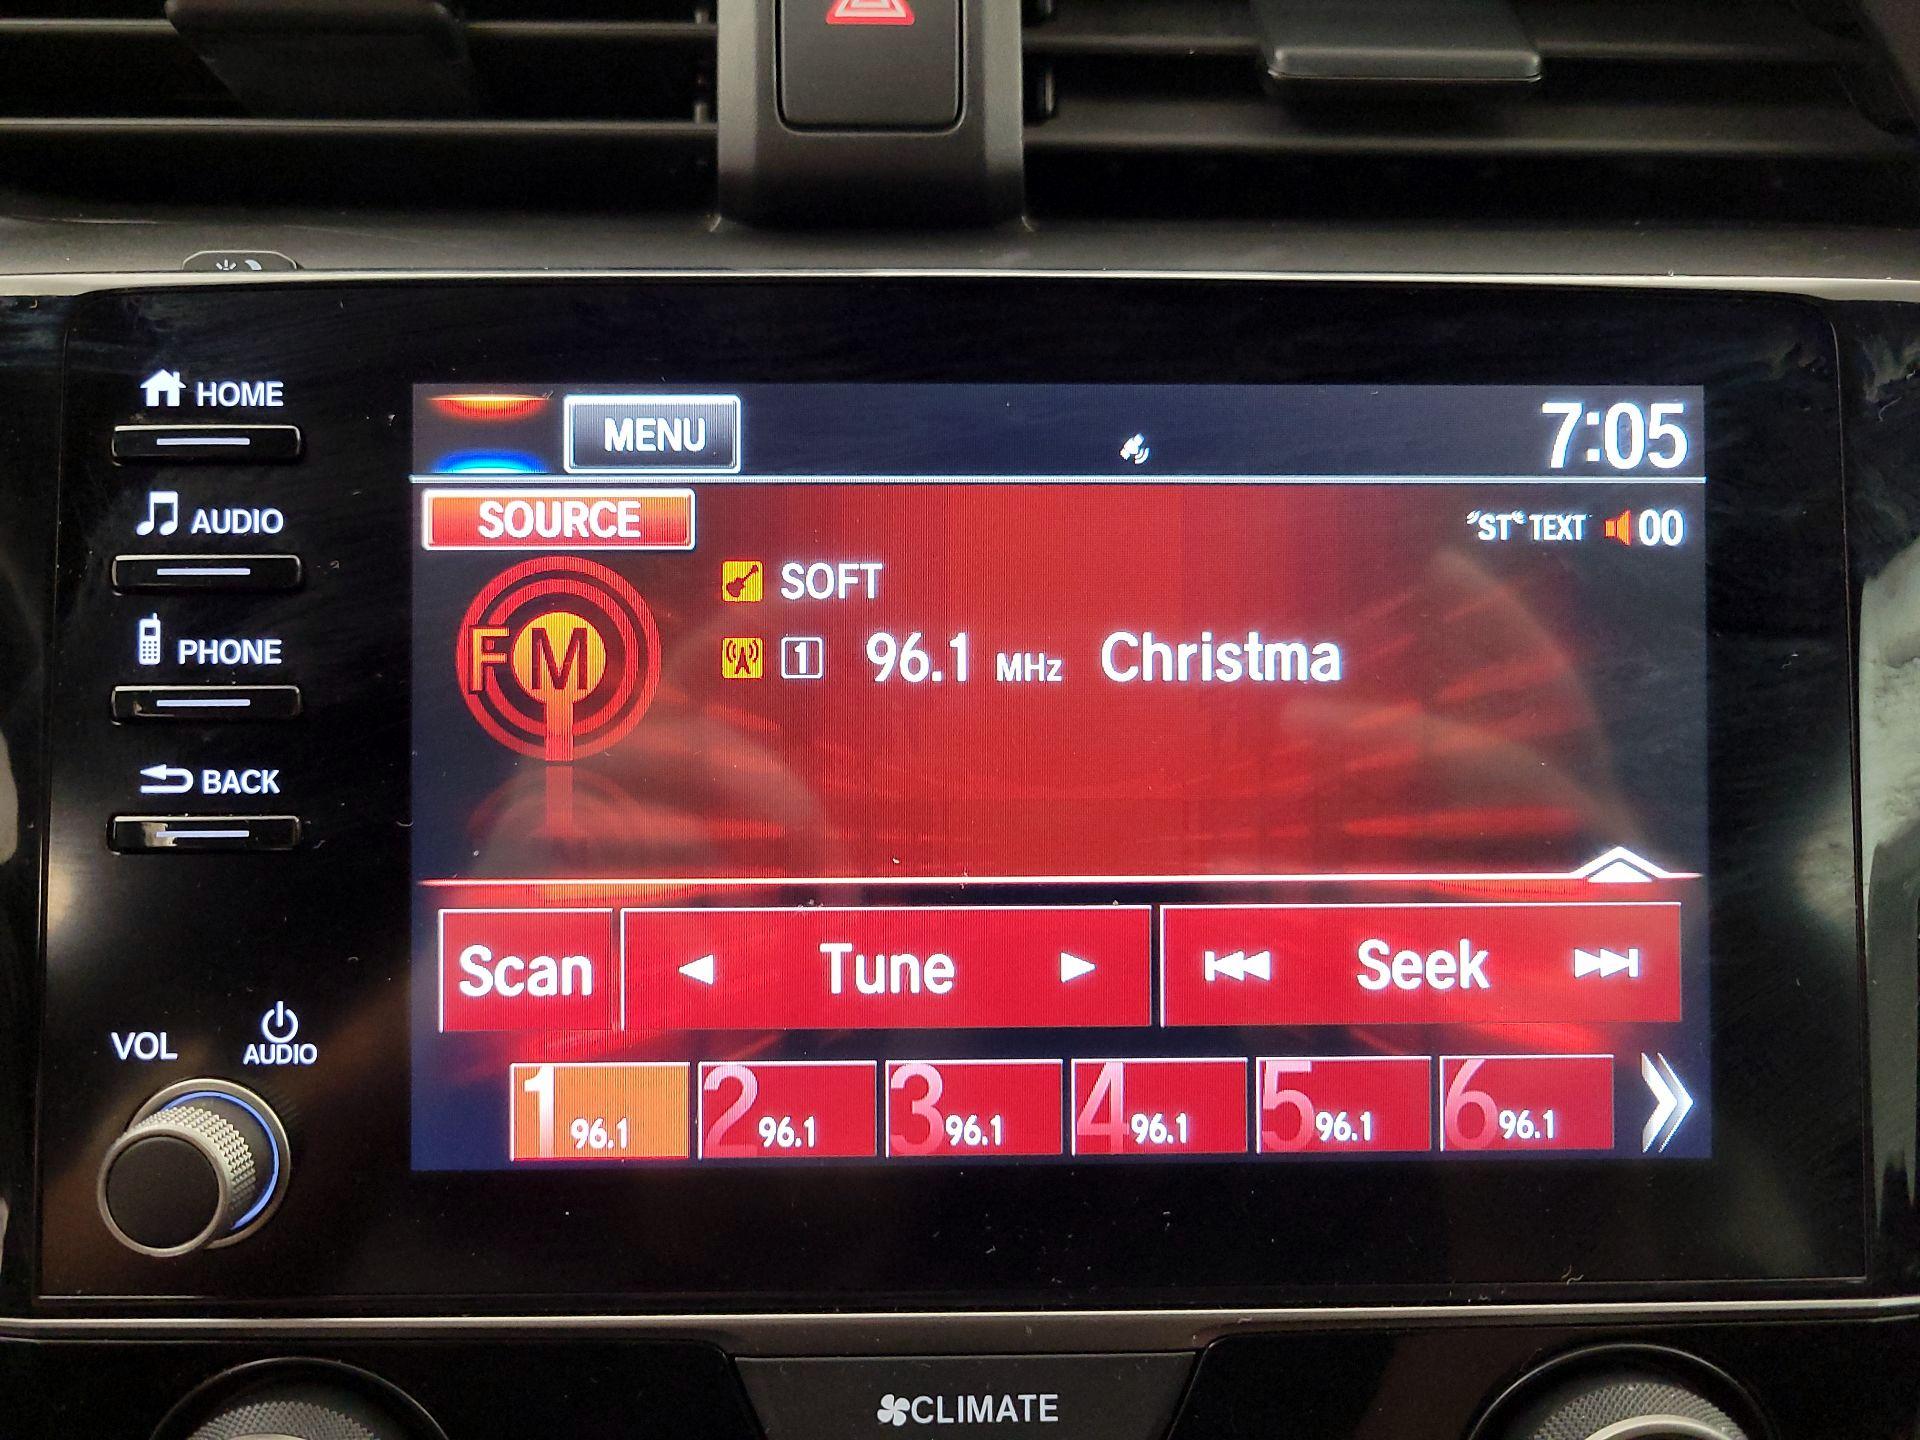 HOME
MENU
7:05
SOURCE
"ST" TEXT 00
AUDIO
SOFT
FM
1 96.1 MHz Christma
PHONE
BACK
Scan Tune Seek
VOL AUDIO
1 96.1 2 96.1 3 96.1 4 96.1 5 96.1 6 96.1
CLIMATE